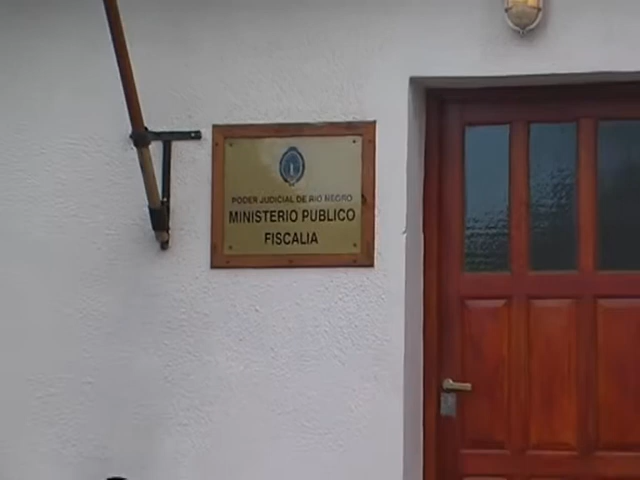 PODER JUDICIAL DE RIO NEGRO
MINISTERIO PUBLICO
FISCALIA